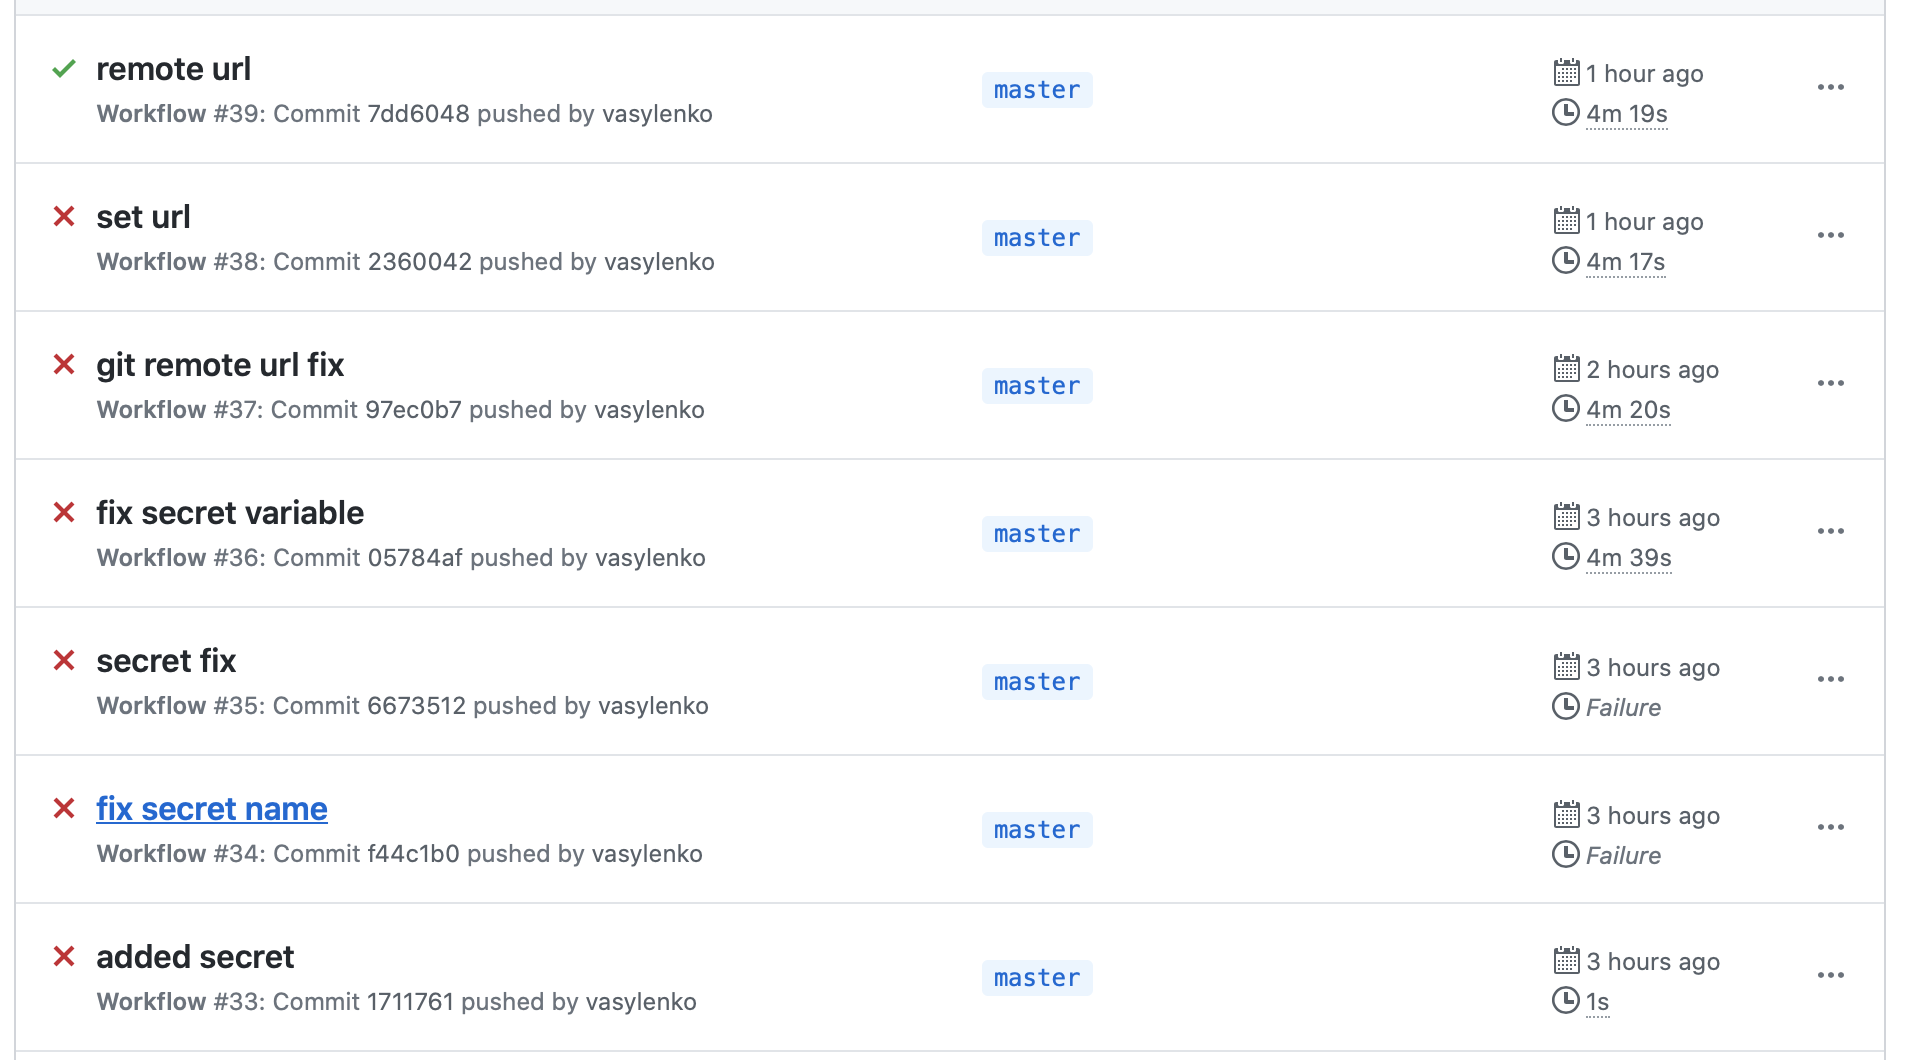 remote url
Workflow #39: Commit 7dd6048 pushed by vasylenko
master
1 hour ago
4m 19s
set url
Workflow #38: Commit 2360042 pushed by vasylenko
master
1 hour ago
4m 17s
git remote url fix
Workflow #37: Commit 97ec0b7 pushed by vasylenko
master
2 hours ago
4m 20s
fix secret variable
Workflow #36: Commit 05784af pushed by vasylenko
master
3 hours ago
4m 39s
secret fix
Workflow #35: Commit 6673512 pushed by vasylenko
master
3 hours ago
Failure
fix secret name
Workflow #34: Commit f44c1b0 pushed by vasylenko
master
3 hours ago
Failure
added secret
Workflow #33: Commit 1711761 pushed by vasylenko
master
3 hours ago
1s